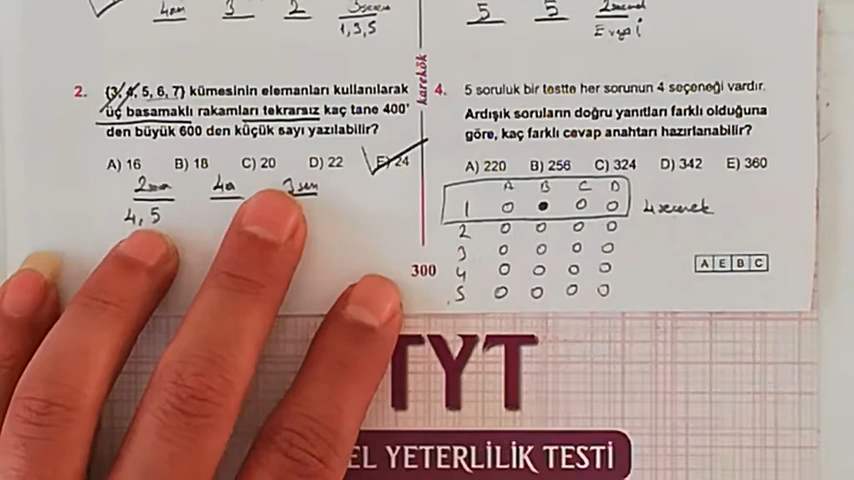 4an 3 2 3senen
1,3,5
5 5 2
2. {3, 4, 5, 6, 7} kümesinin elemanları kullanılarak
üç basamaklı rakamları tekrarsız kaç tane 400'
den büyük 600 den küçük sayı yazılabilir?
A) 16 B) 18 C) 20 D) 22 E) 24
4, 5
karekök
4. 5 soruluk bir testte her sorunun 4 seçeneği vardır.
Ardışık soruların doğru yanıtları farklı olduğuna
göre, kaç farklı cevap anahtarı hazırlanabilir?
A) 220 B) 256 C) 324 D) 342 E) 360
A B C D
1 4 seçenek
2
3
4
5
A E B C
300
TYT
EL YETERLİLİK TESTİ